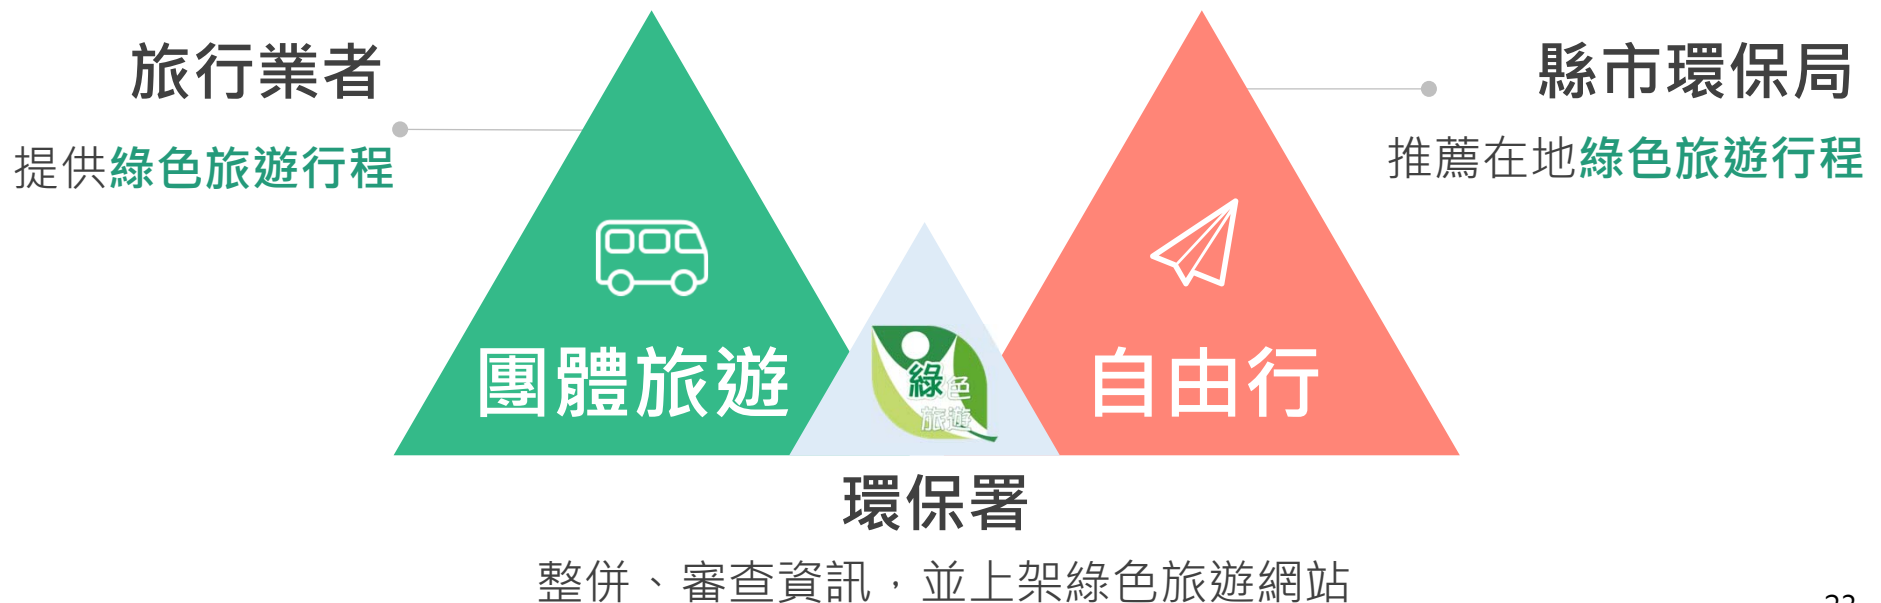 旅行業者
提供綠色旅遊行程
縣市環保局
推薦在地綠色旅遊行程
團體旅遊
綠色
旅遊
自由行
環保署
整併、審查資訊，並上架綠色旅遊網站